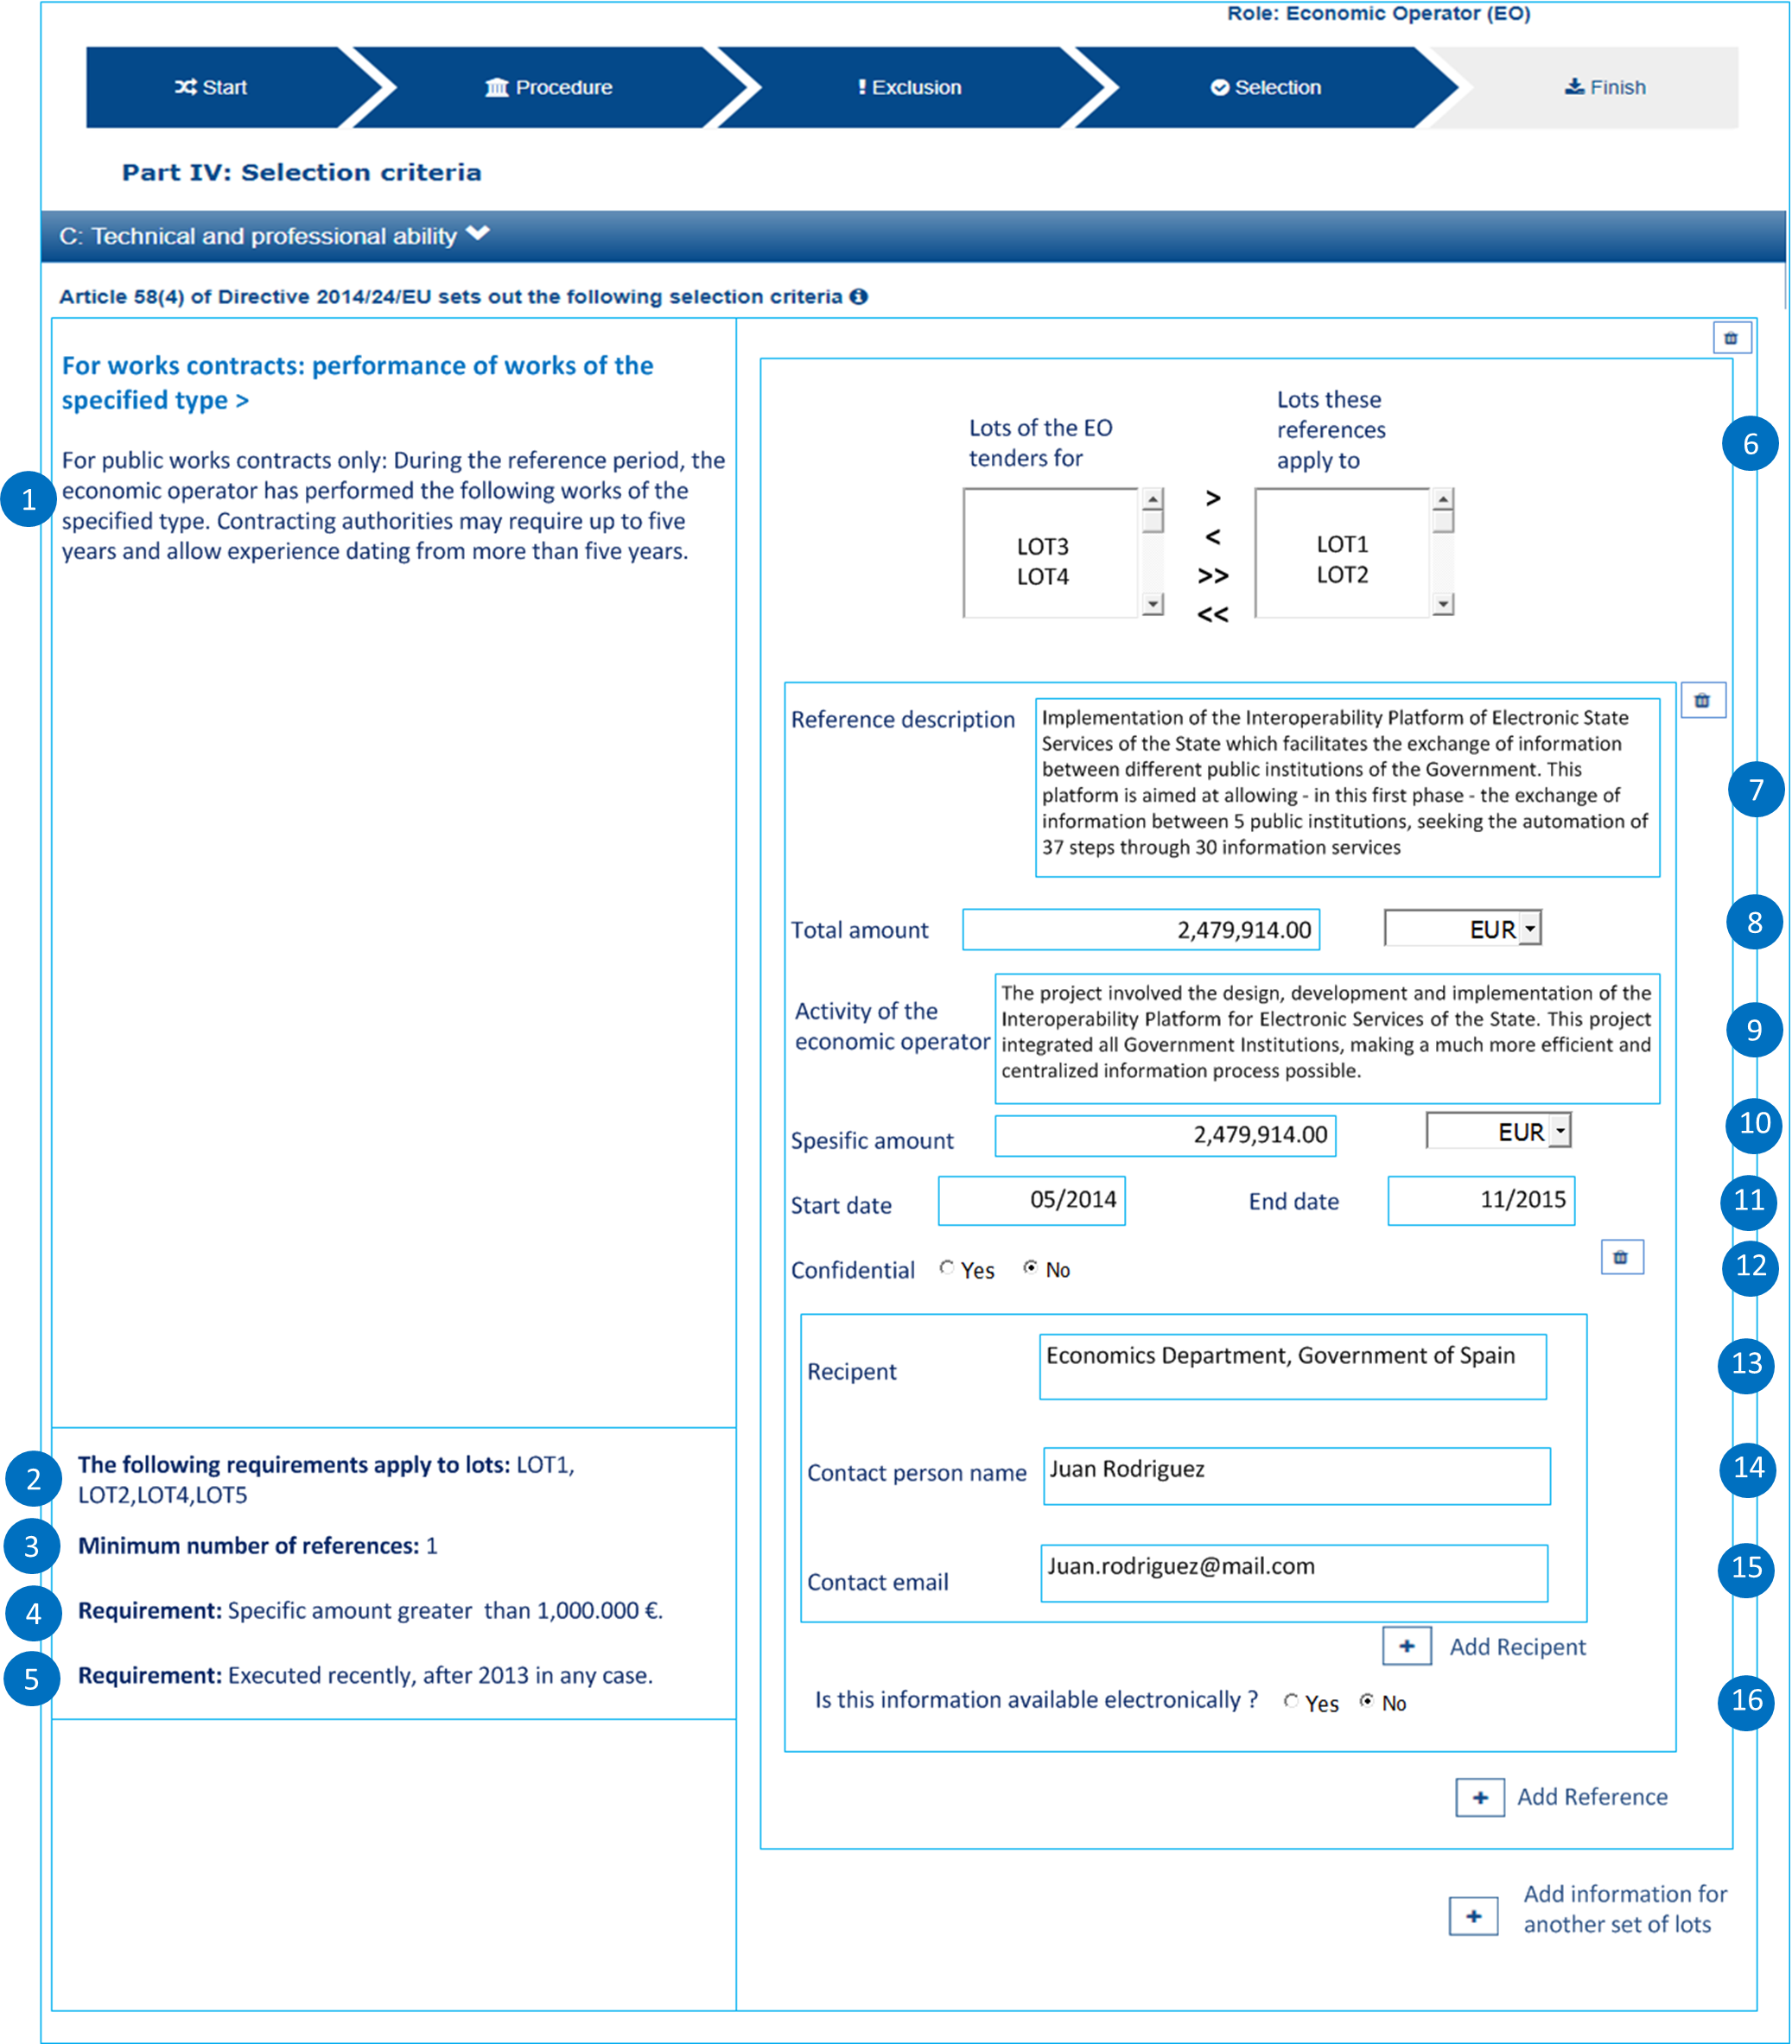 Role: Economic Operator (EO)
Start
Procedure
Exclusion
Selection
Finish
Part IV: Selection criteria
C: Technical and professional ability
Article 58(4) of Directive 2014/24/EU sets out the following selection criteria
For works contracts: performance of works of the
specified type >
For public works contracts only: During the reference period, the
economic operator has performed the following works of the
specified type. Contracting authorities may require up to five
years and allow experience dating from more than five years.
1
The following requirements apply to lots: LOT1,
LOT2,LOT4,LOT5
2
Minimum number of references: 1
3
Requirement: Specific amount greater than 1,000.000 €.
4
Requirement: Executed recently, after 2013 in any case.
5
Lots of the EO
tenders for
Lots these
references
apply to
6
LOT3
LOT4
>
<
>>
<<
LOT1
LOT2
Reference description
Implementation of the Interoperability Platform of Electronic State
Services of the State which facilitates the exchange of information
between different public institutions of the Government. This
platform is aimed at allowing - in this first phase - the exchange of
information between 5 public institutions, seeking the automation of
37 steps through 30 information services
7
Total amount 2,479,914.00 EUR
8
Activity of the
economic operator
The project involved the design, development and implementation of the
Interoperability Platform for Electronic Services of the State. This project
integrated all Government Institutions, making a much more efficient and
centralized information process possible.
9
Spesific amount 2,479,914.00 EUR
10
Start date 05/2014 End date 11/2015
11
Confidential Yes No
12
Recipent Economics Department, Government of Spain
13
Contact person name Juan Rodriguez
14
Contact email Juan.rodriguez@mail.com
15
+ Add Recipent
Is this information available electronically ? Yes No
16
+ Add Reference
+ Add information for
another set of lots